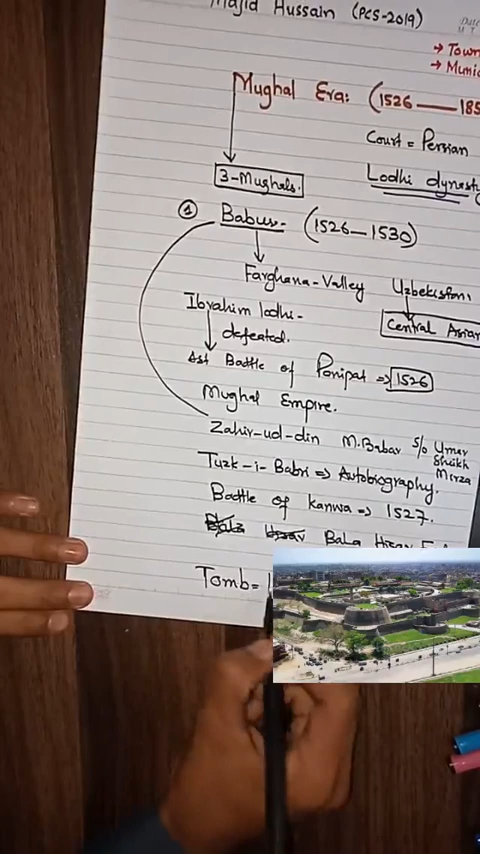 Majid Hussain (PCS-2019)
→ Town
→ Munic
Mughal Era: (1526 — 185
Court = Persian
3-Mughals.
Lodhi dynesty
① Babur. (1526—1530)
Farghana-Valley Uzbekistan
Ibrahim lodhi-
defeated.
Central Asian
1st Battle of Panipat ⇒ 1526
Mughal Empire.
Zahir-ud-din M.Babar s/o Umar
Sheikh
Mirza
Tuzk-i-Babri ⇒ Autobiography.
Battle of Kanwa ⇒ 1527.
Bala Hisar
Tomb =